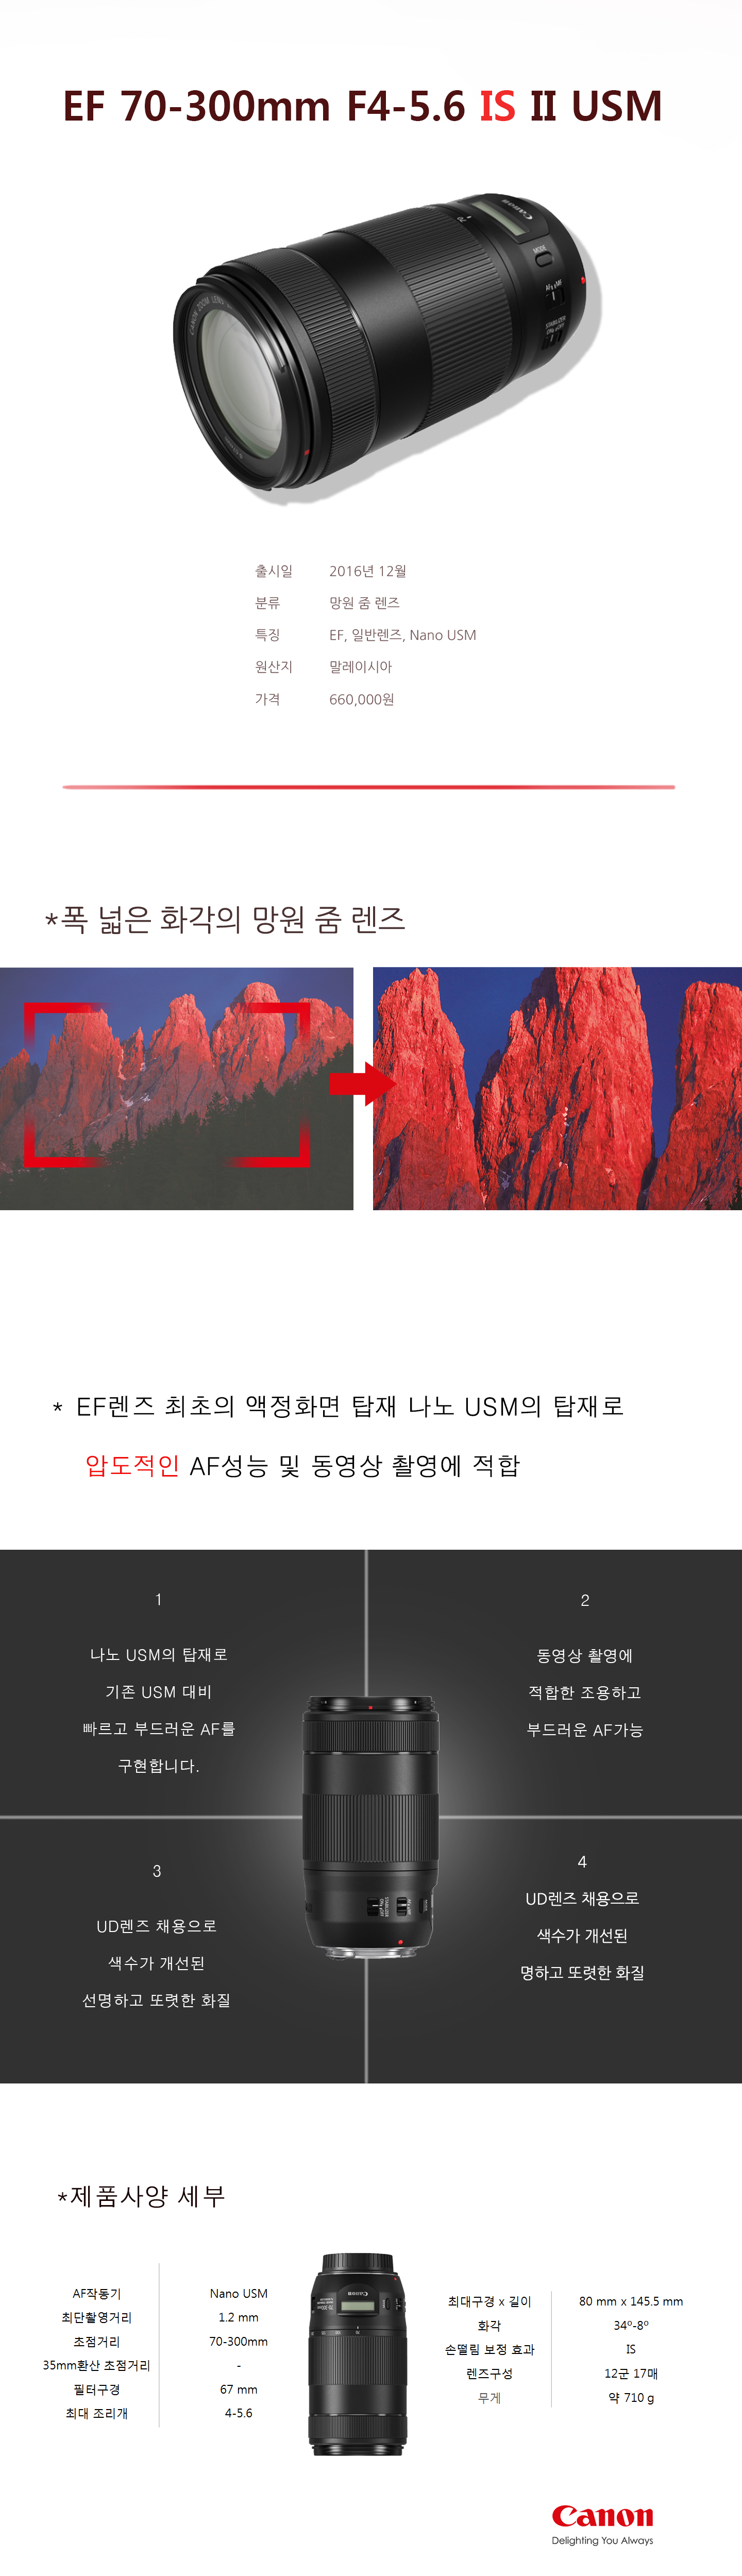 EF 70-300mm F4-5.6 IS II USM
Canon
70
MODE
AF MF
CANON ZOOM LENS
출시일 2016년 12월
분류 망원 줌 렌즈
특징 EF, 일반렌즈, Nano USM
원산지 말레이시아
가격 660,000원
*폭 넓은 화각의 망원 줌 렌즈
* EF렌즈 최초의 액정화면 탑재 나노 USM의 탑재로
압도적인 AF성능 및 동영상 촬영에 적합
1
나노 USM의 탑재로
기존 USM 대비
빠르고 부드러운 AF를
구현합니다.
2
동영상 촬영에
적합한 조용하고
부드러운 AF가능
3
UD렌즈 채용으로
색수가 개선된
선명하고 또렷한 화질
4
UD렌즈 채용으로
색수가 개선된
명하고 또렷한 화질
*제품사양 세부
AF작동기 Nano USM
최단촬영거리 1.2 mm
초점거리 70-300mm
35mm환산 초점거리 -
필터구경 67 mm
최대 조리개 4-5.6
Canon
최대구경 x 길이 80 mm x 145.5 mm
화각 34º-8º
손떨림 보정 효과 IS
렌즈구성 12군 17매
무게 약 710 g
Canon
Delighting You Always